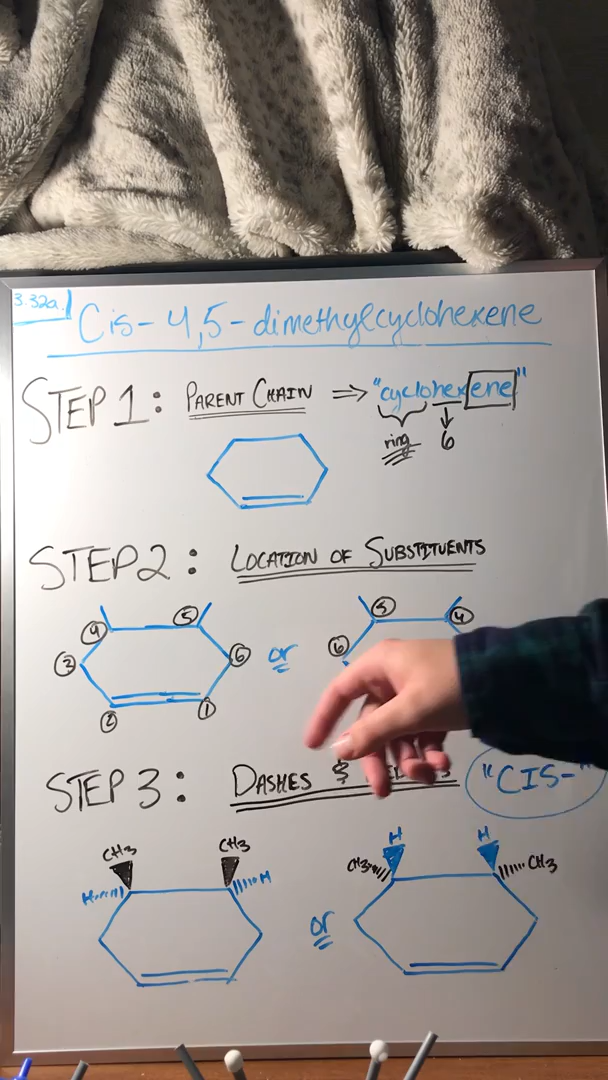 3.32a.
Cis-4,5-dimethylcyclohexene
STEP 1: PARENT CHAIN ⇒ "cyclohexene"
ring 6
STEP 2: LOCATION OF SUBSTITUENTS
4 5 5 4
3 6 or 6
2 1
STEP 3: DASHES & "CIS-"
CH3 CH3 H H
H H CH3 CH3
or